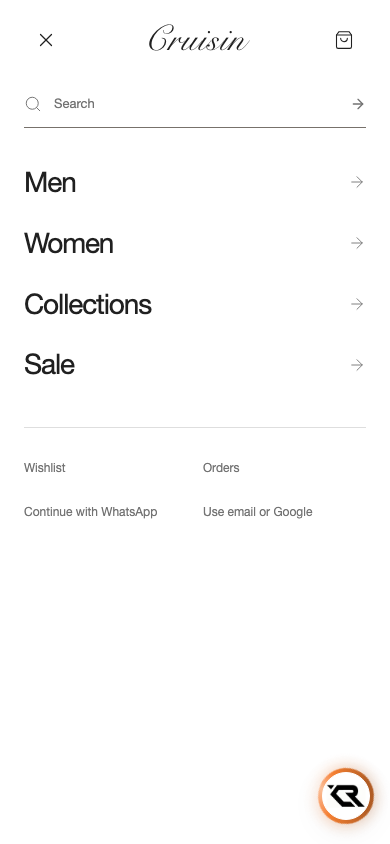 Cruisin
Search
Men
Women
Collections
Sale
Wishlist
Orders
Continue with WhatsApp
Use email or Google